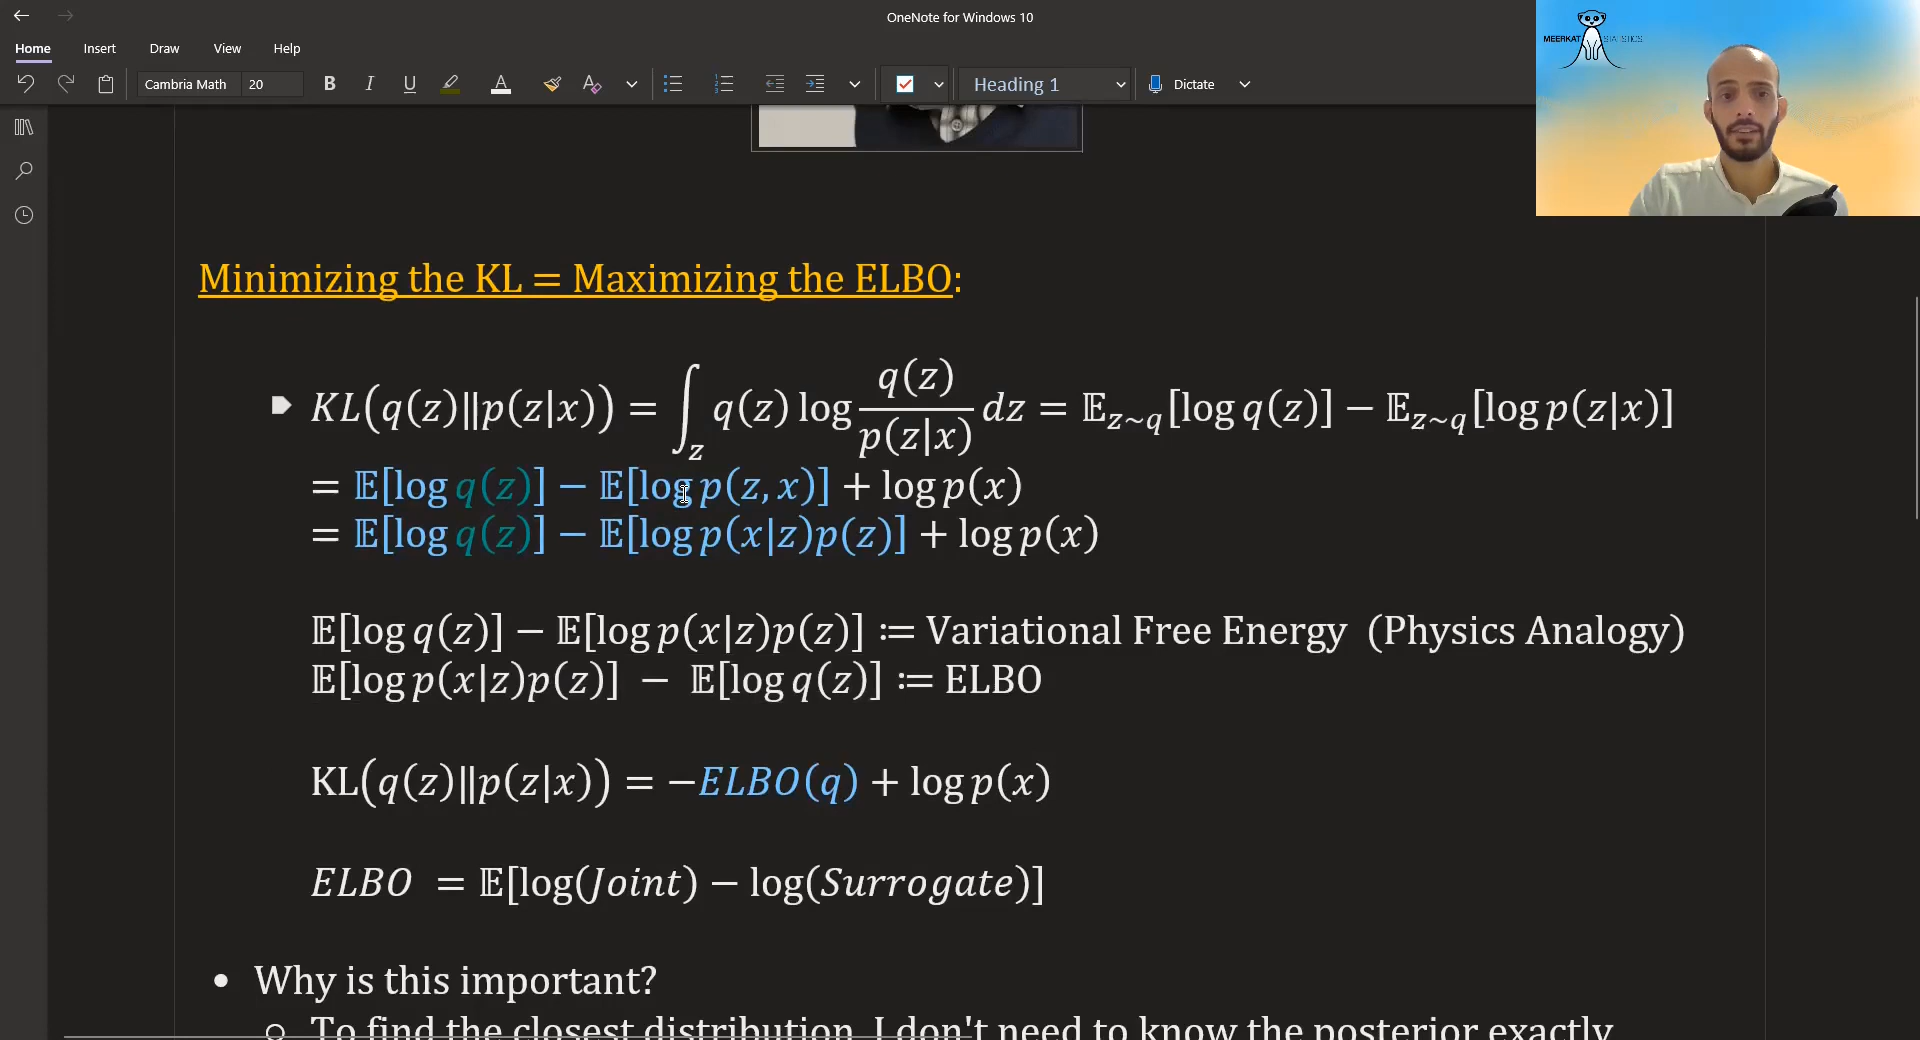 OneNote for Windows 10
Home Insert Draw View Help
Cambria Math 20 B I U A A Heading 1 Dictate
MEERKAT STATISTICS
Minimizing the KL = Maximizing the ELBO:
KL(q(z)‖p(z|x)) = ∫_z q(z) log q(z)/p(z|x) dz = 𝔼_{z~q}[log q(z)] − 𝔼_{z~q}[log p(z|x)]
= 𝔼[log q(z)] − 𝔼[log p(z, x)] + log p(x)
= 𝔼[log q(z)] − 𝔼[log p(x|z)p(z)] + log p(x)
𝔼[log q(z)] − 𝔼[log p(x|z)p(z)] ≔ Variational Free Energy (Physics Analogy)
𝔼[log p(x|z)p(z)] − 𝔼[log q(z)] ≔ ELBO
KL(q(z)‖p(z|x)) = −ELBO(q) + log p(x)
ELBO = 𝔼[log(Joint) − log(Surrogate)]
• Why is this important?
○ To find the closest distribution, I don't need to know the posterior exactly